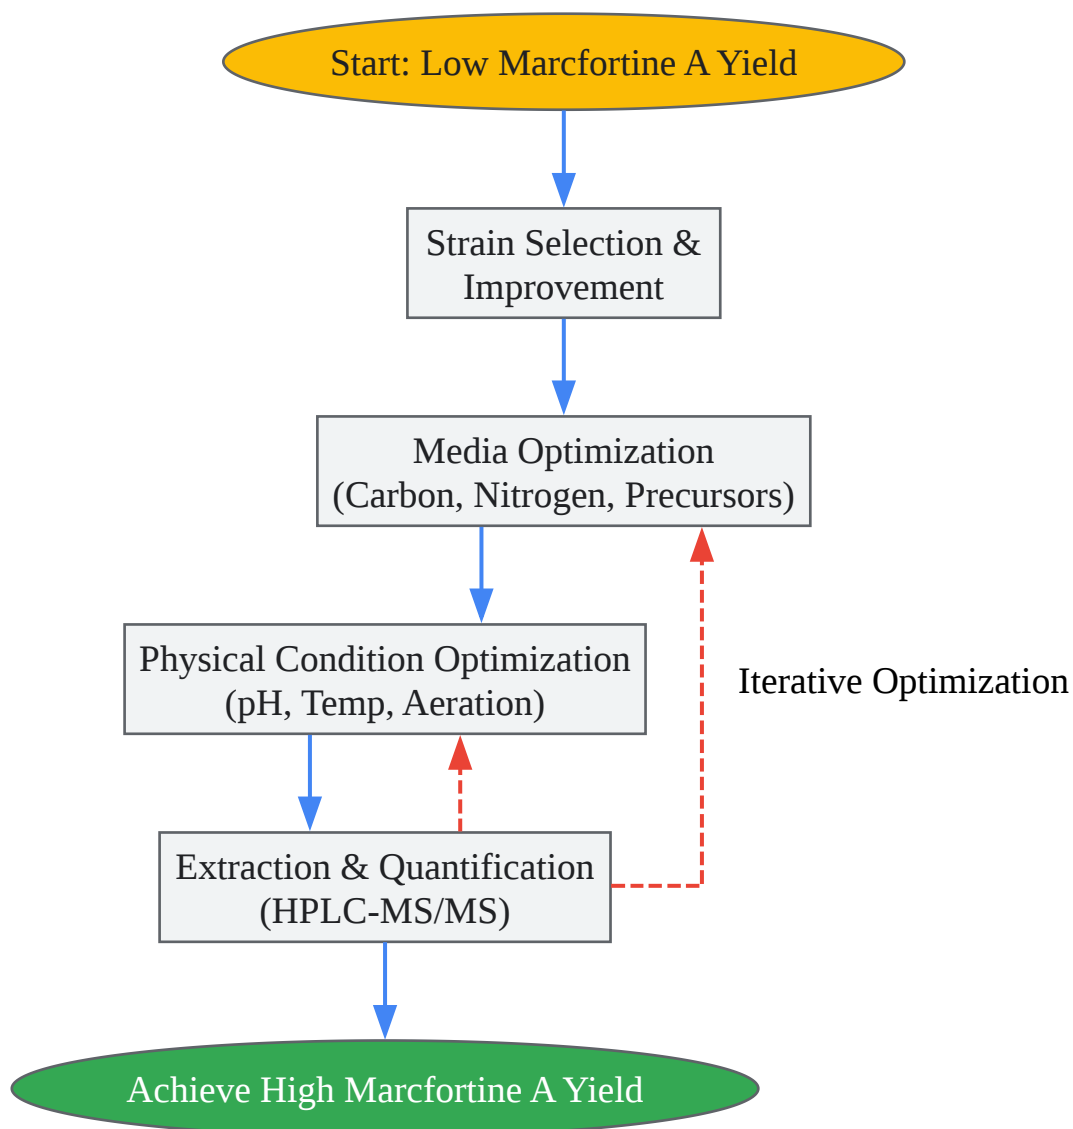 Start: Low Marcfortine A Yield
Strain Selection &
Improvement
Media Optimization
(Carbon, Nitrogen, Precursors)
Physical Condition Optimization
(pH, Temp, Aeration)
Iterative Optimization
Extraction & Quantification
(HPLC-MS/MS)
Achieve High Marcfortine A Yield